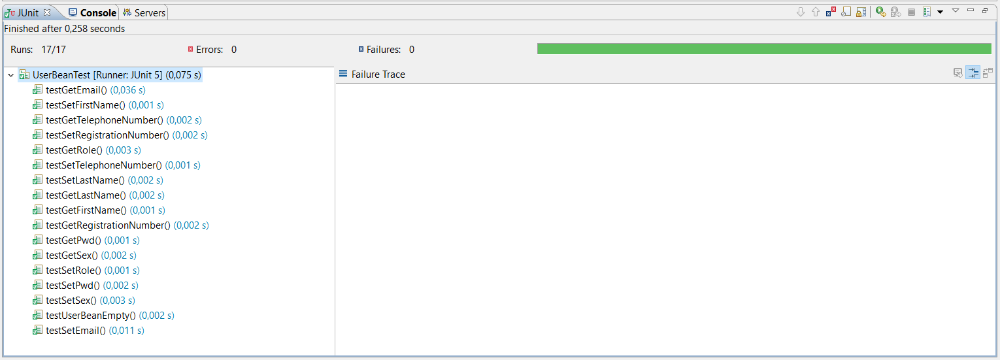 JUnit Console Servers
Finished after 0,258 seconds
Runs: 17/17 Errors: 0 Failures: 0
UserBeanTest [Runner: JUnit 5] (0,075 s)
testGetEmail() (0,036 s)
testSetFirstName() (0,001 s)
testGetTelephoneNumber() (0,002 s)
testSetRegistrationNumber() (0,002 s)
testGetRole() (0,003 s)
testSetTelephoneNumber() (0,001 s)
testSetLastName() (0,002 s)
testGetLastName() (0,002 s)
testGetFirstName() (0,001 s)
testGetRegistrationNumber() (0,002 s)
testGetPwd() (0,001 s)
testGetSex() (0,002 s)
testSetRole() (0,001 s)
testSetPwd() (0,002 s)
testSetSex() (0,003 s)
testUserBeanEmpty() (0,002 s)
testSetEmail() (0,011 s)
Failure Trace